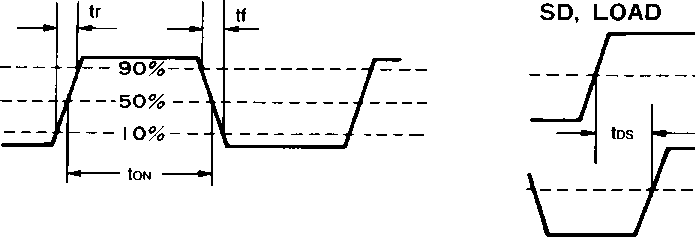 tr
tf
90%
50%
10%
tON
SD, LOAD
tDS